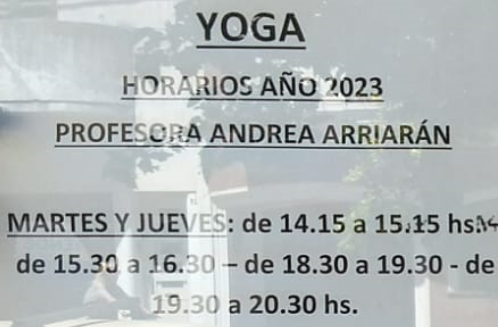 YOGA
HORARIOS AÑO 2023
PROFESORA ANDREA ARRIARÁN
MARTES Y JUEVES: de 14.15 a 15.15 hs.
de 15.30 a 16.30 – de 18.30 a 19.30 - de
19.30 a 20.30 hs.